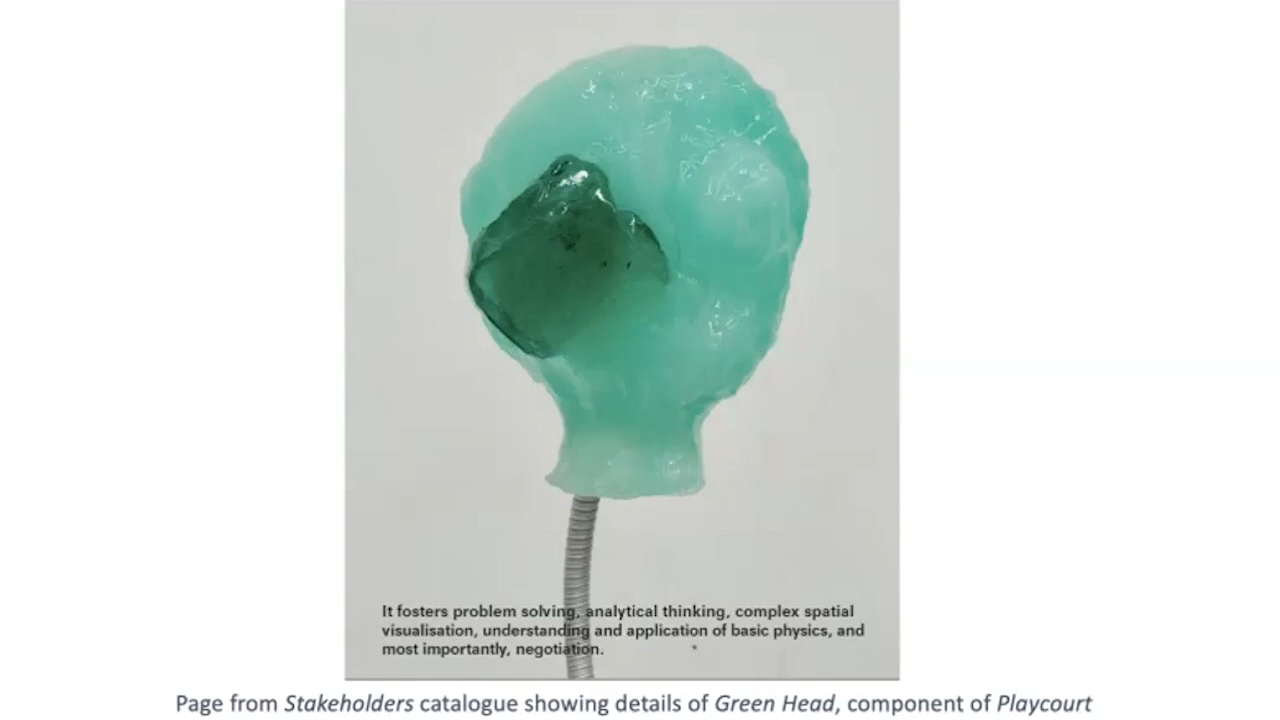 It fosters problem solving, analytical thinking, complex spatial
visualisation, understanding and application of basic physics, and
most importantly, negotiation.
Page from Stakeholders catalogue showing details of Green Head, component of Playcourt